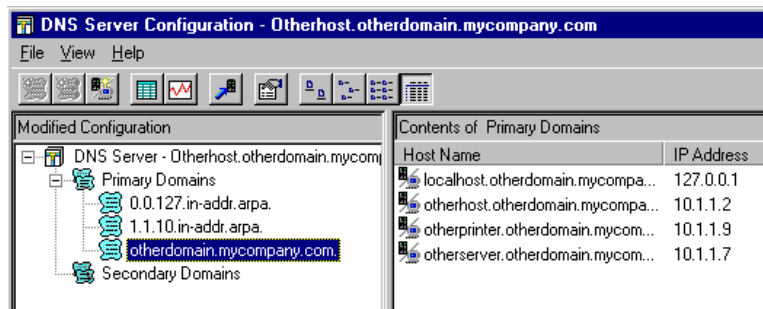 DNS Server Configuration - Otherhost.otherdomain.mycompany.com
File View Help
Modified Configuration
DNS Server - Otherhost.otherdomain.mycom
Primary Domains
0.0.127.in-addr.arpa.
1.1.10.in-addr.arpa.
otherdomain.mycompany.com.
Secondary Domains
Contents of Primary Domains
Host Name IP Address
localhost.otherdomain.mycompa... 127.0.0.1
otherhost.otherdomain.mycompa... 10.1.1.2
otherprinter.otherdomain.mycom... 10.1.1.9
otherserver.otherdomain.mycom... 10.1.1.7